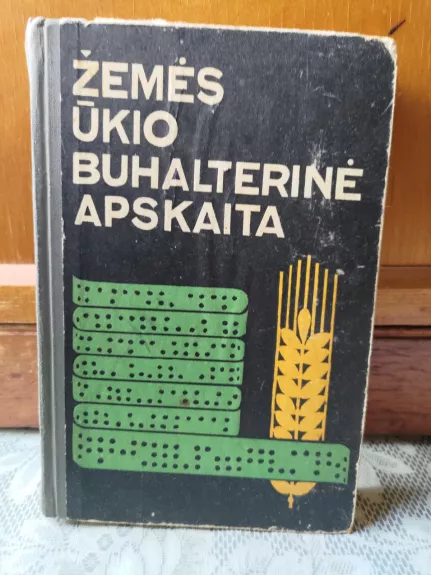 ŽEMĖS
ŪKIO
BUHALTERINĖ
APSKAITA